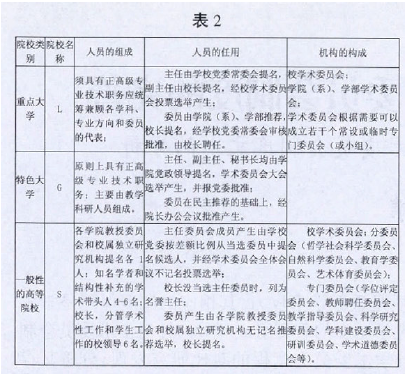 表 2
院校类别
院校名称
人员的组成
人员的任用
机构的构成
重点大学
L
须具有正高级专
业技术职务应统
筹兼顾各学科、
专业方向和委员
的代表;
主任由学校党委常委会提名,
副主任由校长提名,经校学术委员
会投票选举产生;
委员由学院(系)、学部推荐,
校长提名,经学校党委常委会审核
批准,由校长聘任。
校学术委员会;
学院(系)、学部学术委员
会;
学术委员会根据需要可以
成立若干个常设或临时专
门委员会(或小组)。
特色大学
G
原则上具有正高
级专业技术职
务;主要由教学
科研人员组成。
主任、副主任、秘书长均由学
院党政领导提名,学术委员会大会
选举产生,并报党委批准;
委员在民主推荐的基础上,经
院长办公会议批准产生。
一般性的高等院校
S
各学院教授委员
会和校属独立研
究机构提名各 1
人;知名学者和
结构性补充的学
术带头人 4-6 名;
校长,分管学术
性工作和学生工
作的校领导 6 名。
主任委员会成员产生由学校
党委按差额比例从当选委员中提
名候选人,并经学术委员会全体会
议不记名投票选举;
校长没当选主任委员时,列为
名誉主任;
委员产生由各学院教授委员
会和校属独立研究机构无记名推
荐选举,校长提名。
校学术委员会;分委员
会(哲学社会科学委员会、
自然科学委员会、教育学委
员会、艺术体育委员会);
专门委员会(学位评定
委员会、教师聘任委员会、
教学指导委员会、科学研究
委员会、学科建设委员会、
研训委员会、学术道德委员
会等)。